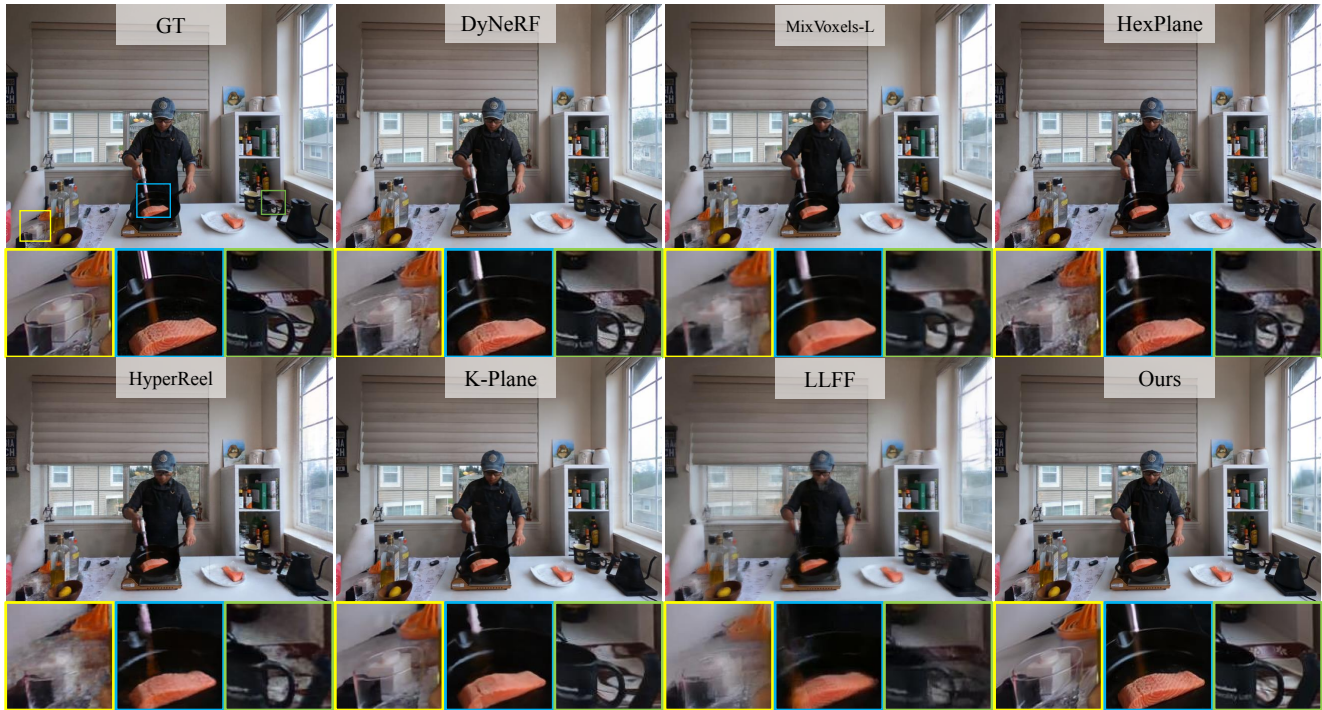 GT
DyNeRF
MixVoxels-L
HexPlane
HyperReel
K-Plane
LLFF
Ours